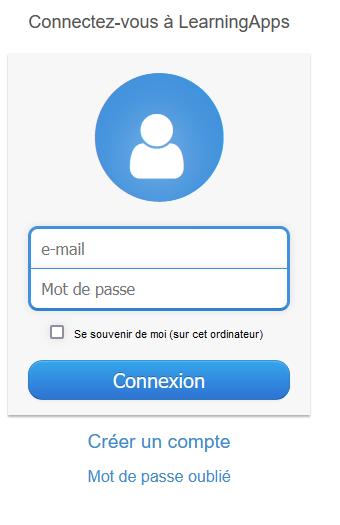 Connectez-vous à LearningApps
e-mail
Mot de passe
Se souvenir de moi (sur cet ordinateur)
Connexion
Créer un compte
Mot de passe oublié